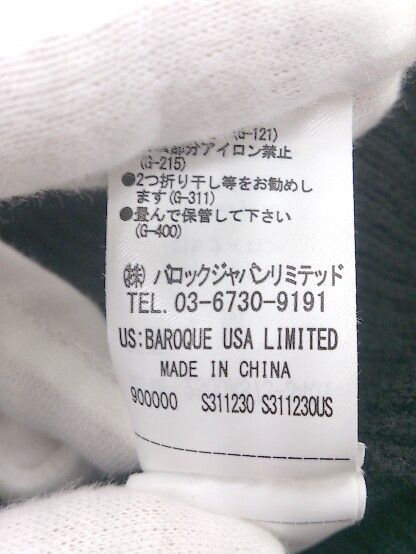 (G-121)
部分アイロン禁止
(G-215)
●2つ折り干し等をお勧めし
ます(G-311)
●畳んで保管して下さい
(G-400)
㈱ バロックジャパンリミテッド
TEL. 03-6730-9191
US:BAROQUE USA LIMITED
MADE IN CHINA
900000 S311230 S311230US